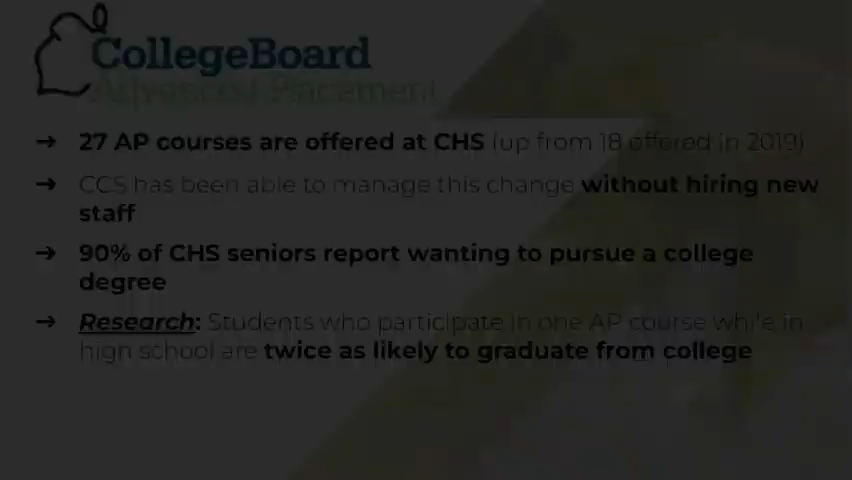 CollegeBoard
Advanced Placement
➔ 27 AP courses are offered at CHS (up from 18 offered in 2019)
➔ CCS has been able to manage this change without hiring new
staff
➔ 90% of CHS seniors report wanting to pursue a college
degree
➔ Research: Students who participate in one AP course while in
high school are twice as likely to graduate from college